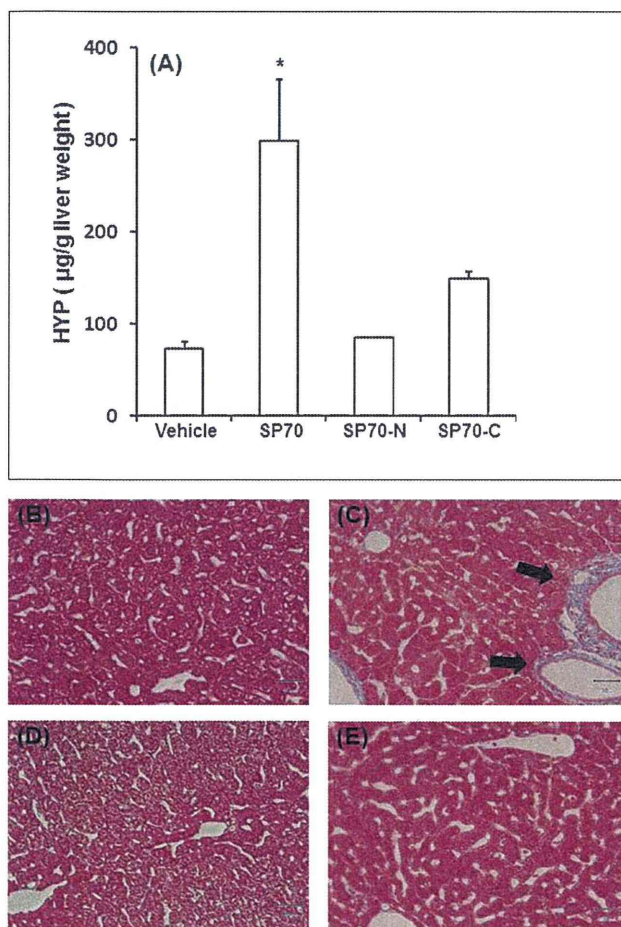 (A)
*
HYP ( µg/g liver weight)
400
300
200
100
0
Vehicle SP70 SP70-N SP70-C
(B)
(C)
(D)
(E)